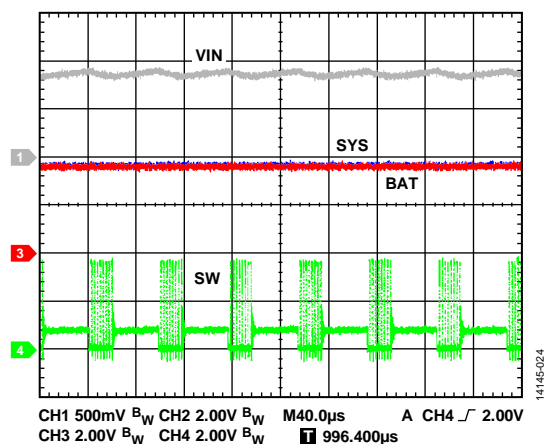 VIN
1
SYS
BAT
3
SW
4
14145-024
CH1 500mV BW CH2 2.00V BW M40.0µs A CH4 2.00V
CH3 2.00V BW CH4 2.00V BW T 996.400µs